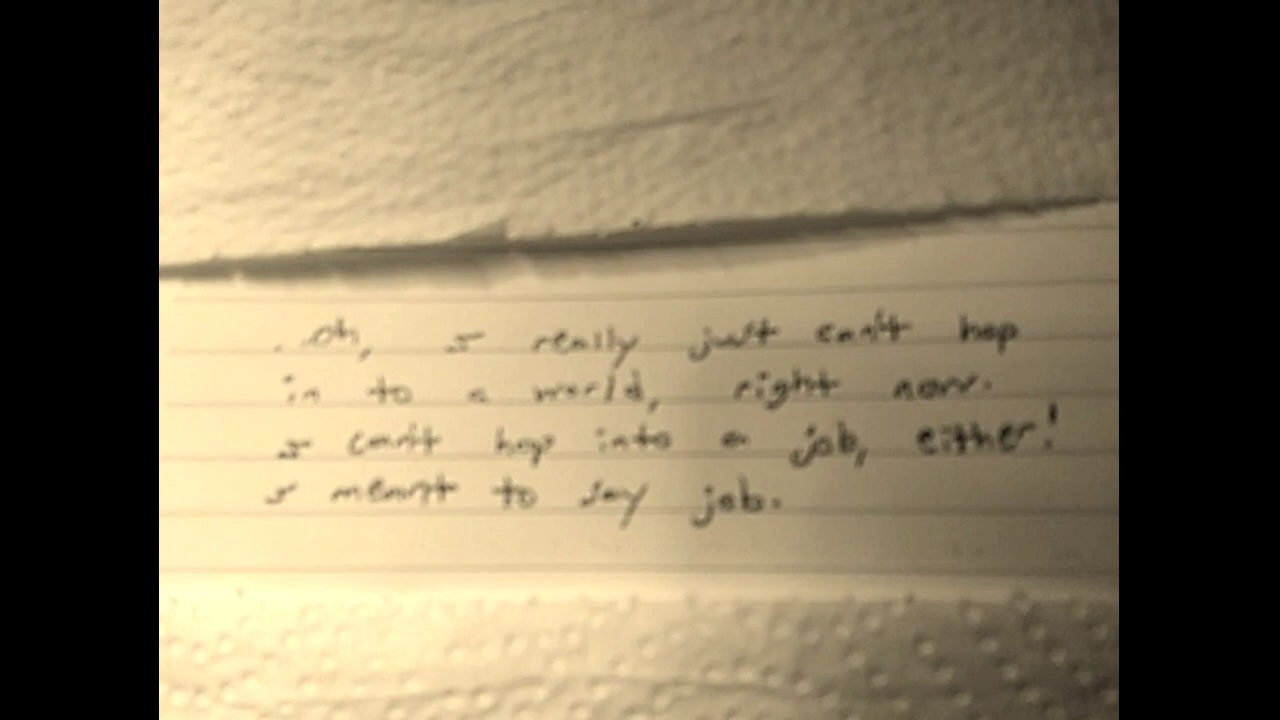 . oh, I really just can't hop
in to a world, right now.
I can't hop into a job, either!
I meant to say job.